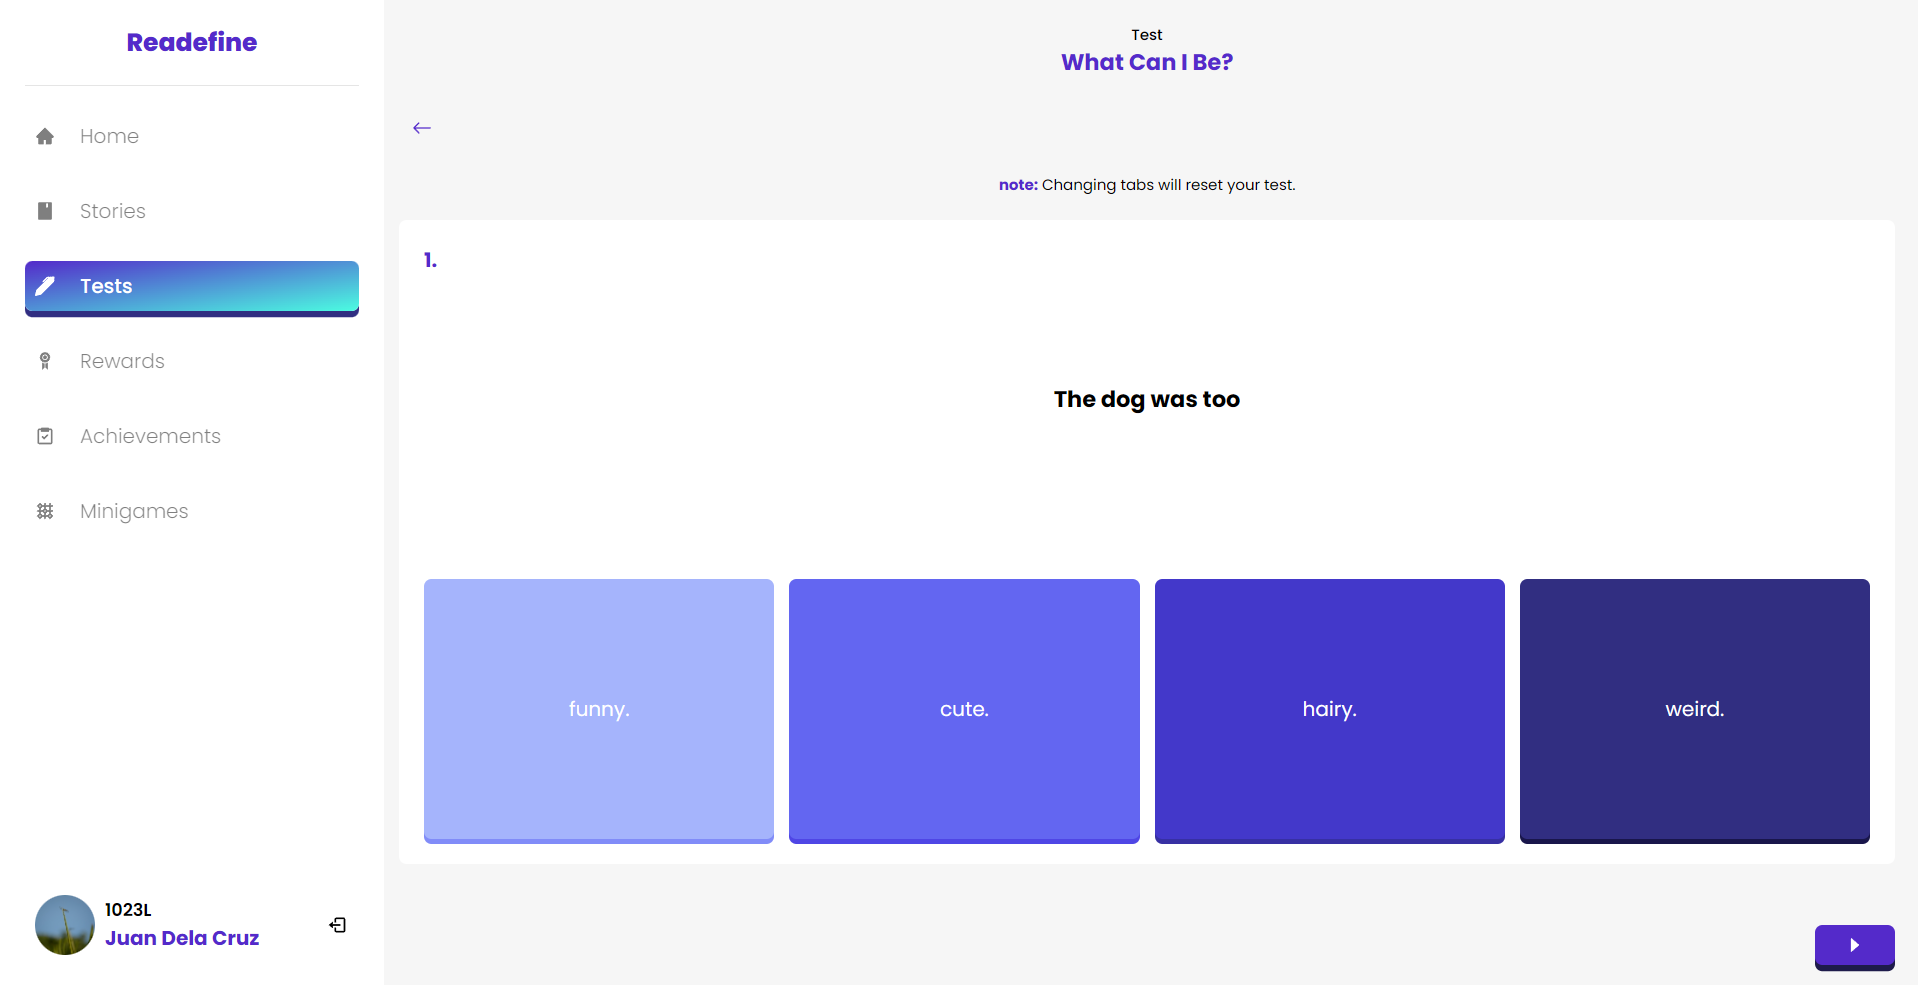 Readefine
Home
Stories
Tests
Rewards
Achievements
Minigames
1023L
Juan Dela Cruz
Test
What Can I Be?
note: Changing tabs will reset your test.
1.
The dog was too
funny.
cute.
hairy.
weird.